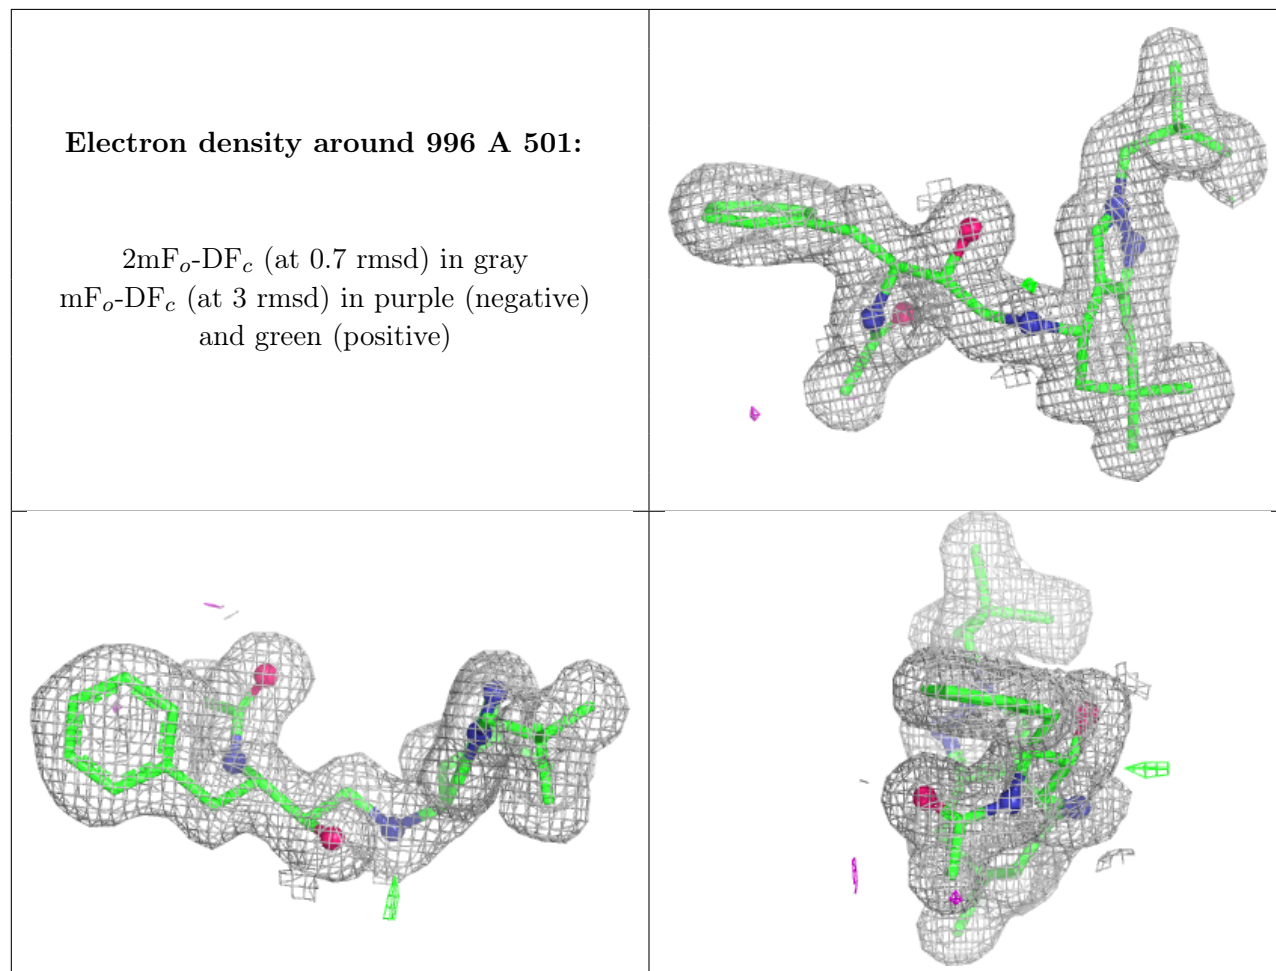 Electron density around 996 A 501:
2mFo-DFc (at 0.7 rmsd) in gray
mFo-DFc (at 3 rmsd) in purple (negative)
and green (positive)